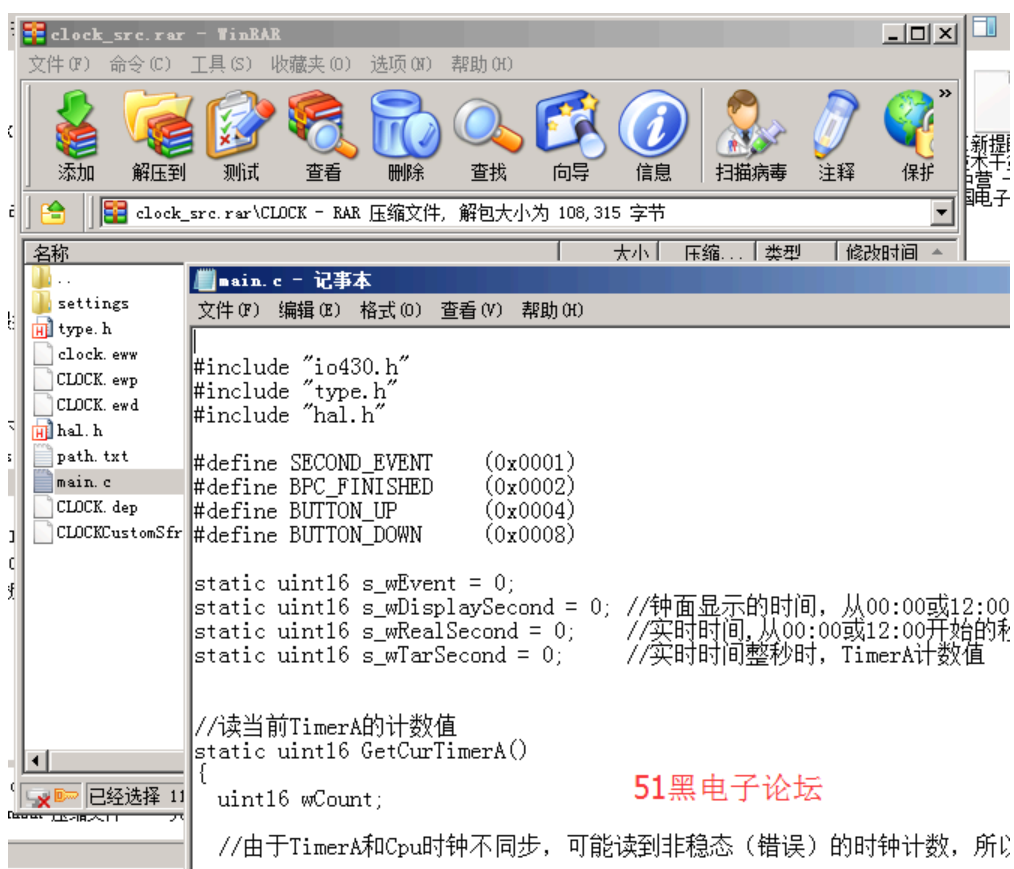 clock_src.rar - WinRAR
文件(F) 命令(C) 工具(S) 收藏夹(O) 选项(N) 帮助(H)
添加 解压到 测试 查看 删除 查找 向导 信息 扫描病毒 注释 保护
clock_src.rar\CLOCK - RAR 压缩文件, 解包大小为 108,315 字节
名称 大小 压缩... 类型 修改时间
..
settings
type.h
clock.eww
CLOCK.ewp
CLOCK.ewd
hal.h
path.txt
main.c
CLOCK.dep
CLOCKCustomSfr
已经选择 11
main.c - 记事本
文件(F) 编辑(E) 格式(O) 查看(V) 帮助(H)
#include "io430.h"
#include "type.h"
#include "hal.h"
#define SECOND_EVENT (0x0001)
#define BPC_FINISHED (0x0002)
#define BUTTON_UP (0x0004)
#define BUTTON_DOWN (0x0008)
static uint16 s_wEvent = 0;
static uint16 s_wDisplaySecond = 0; //钟面显示的时间，从00:00或12:00
static uint16 s_wRealSecond = 0; //实时时间,从00:00或12:00开始的秒
static uint16 s_wTarSecond = 0; //实时时间整秒时，TimerA计数值
//读当前TimerA的计数值
static uint16 GetCurTimerA()
{
uint16 wCount;
//由于TimerA和Cpu时钟不同步，可能读到非稳态（错误）的时钟计数，所以
51黑电子论坛